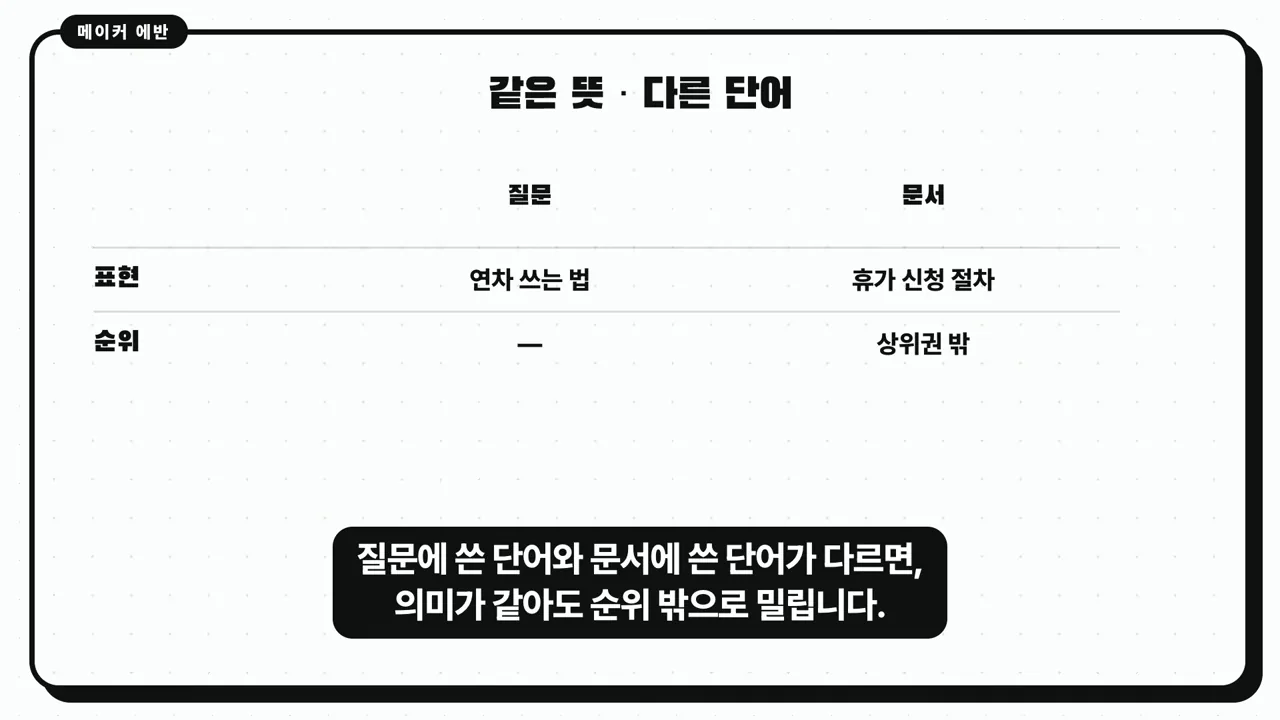 메이커 에반
같은 뜻 · 다른 단어
질문 문서
표현 연차 쓰는 법 휴가 신청 절차
순위 — 상위권 밖
질문에 쓴 단어와 문서에 쓴 단어가 다르면,
의미가 같아도 순위 밖으로 밀립니다.